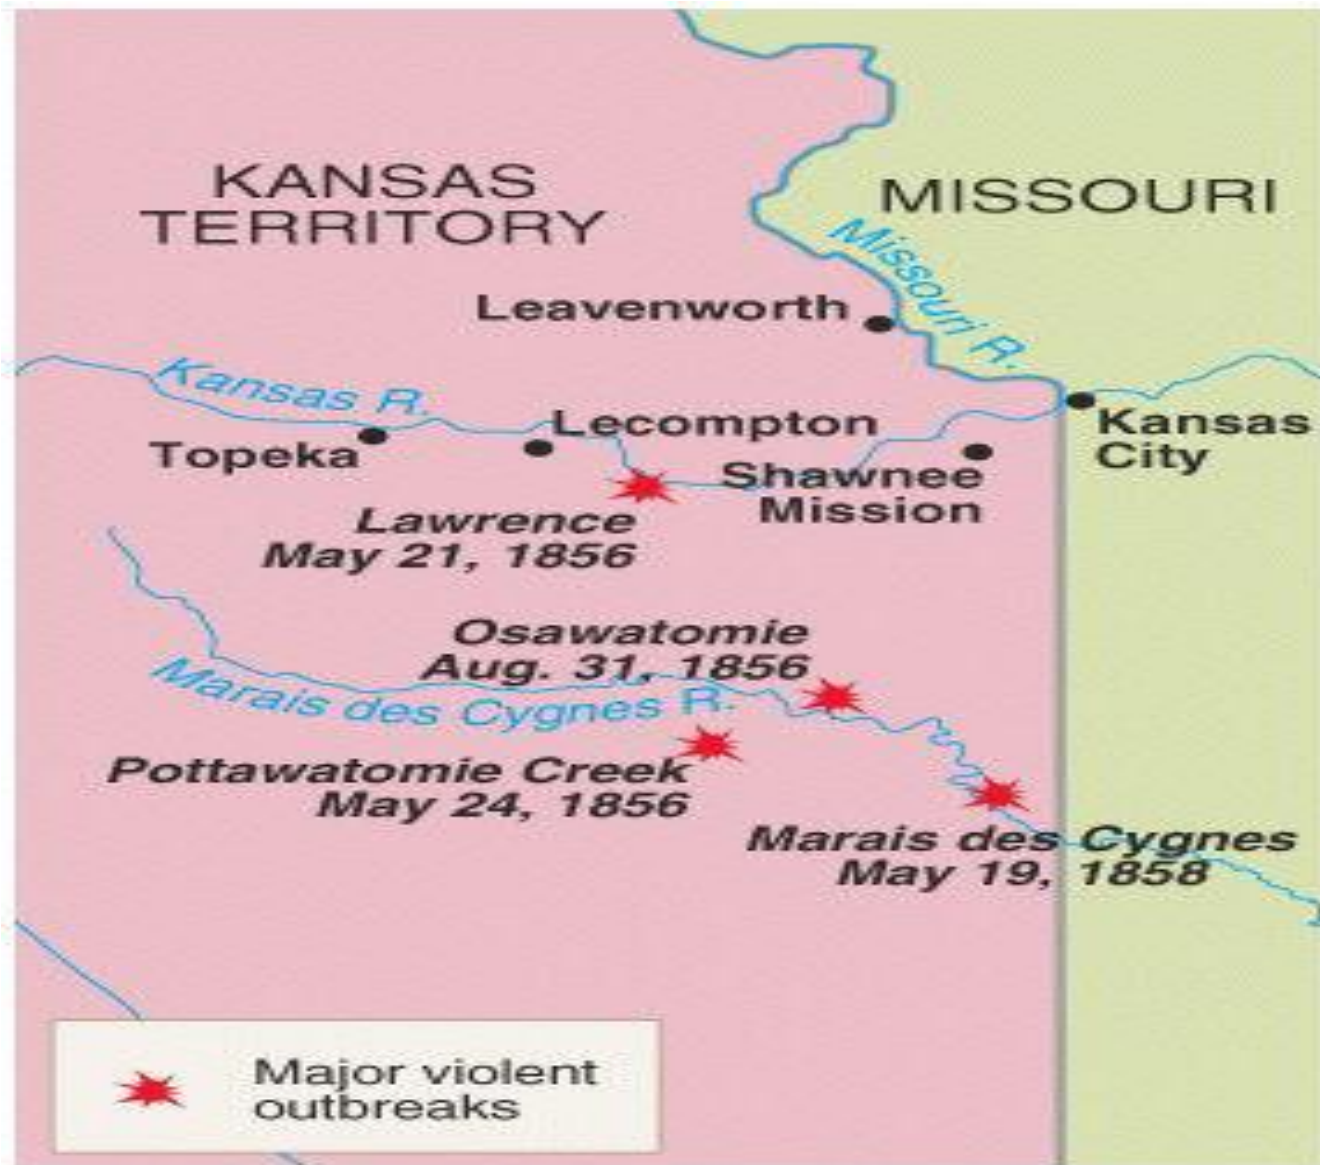 KANSAS
TERRITORY
MISSOURI
Missouri R.
Leavenworth
Kansas R.
Lecompton
Kansas
City
Topeka
Shawnee
Mission
Lawrence
May 21, 1856
Osawatomie
Aug. 31, 1856
Marais des Cygnes R.
Pottawatomie Creek
May 24, 1856
Marais des Cygnes
May 19, 1858
Major violent
outbreaks